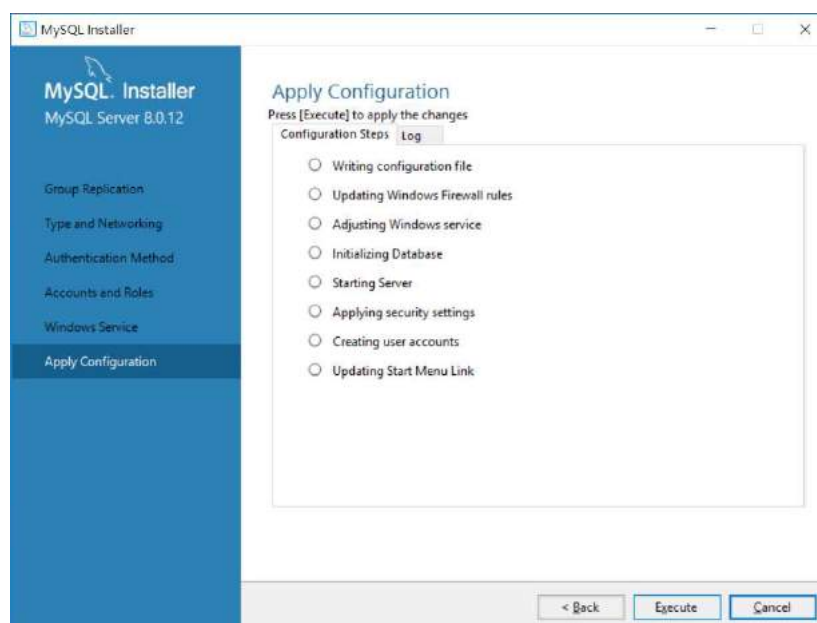 MySQL Installer
MySQL. Installer
MySQL Server 8.0.12
Group Replication
Type and Networking
Authentication Method
Accounts and Roles
Windows Service
Apply Configuration
Apply Configuration
Press [Execute] to apply the changes
Configuration Steps Log
Writing configuration file
Updating Windows Firewall rules
Adjusting Windows service
Initializing Database
Starting Server
Applying security settings
Creating user accounts
Updating Start Menu Link
< Back Execute Cancel